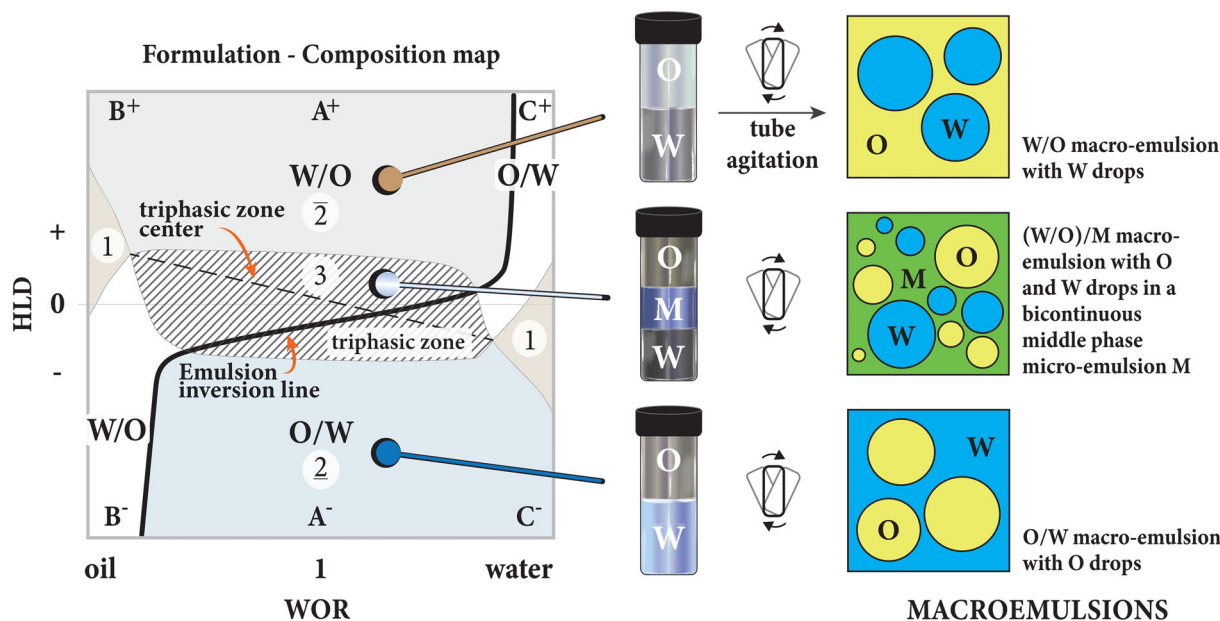 Formulation - Composition map
B+
A+
C+
W/O
2̅
O/W
triphasic zone
center
1
3
+
0
-
HLD
triphasic zone
1
Emulsion
inversion line
W/O
O/W
2̲
B-
A-
C-
oil
1
water
WOR
O
W
tube
agitation
O
W
W/O macro-emulsion
with W drops
O
M
W
M
O
W
(W/O)/M macro-
emulsion with O
and W drops in a
bicontinuous
middle phase
micro-emulsion M
O
W
W
O
O/W macro-emulsion
with O drops
MACROEMULSIONS